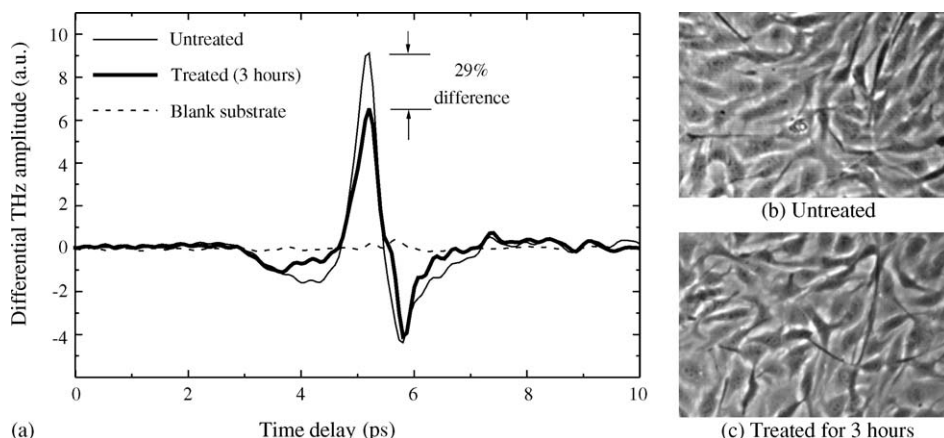 Differential THz amplitude (a.u.)
10
8
6
4
2
0
-2
-4
Untreated
Treated (3 hours)
Blank substrate
29%
difference
0
2
4
6
8
10
(a)
Time delay (ps)
(b) Untreated
(c) Treated for 3 hours